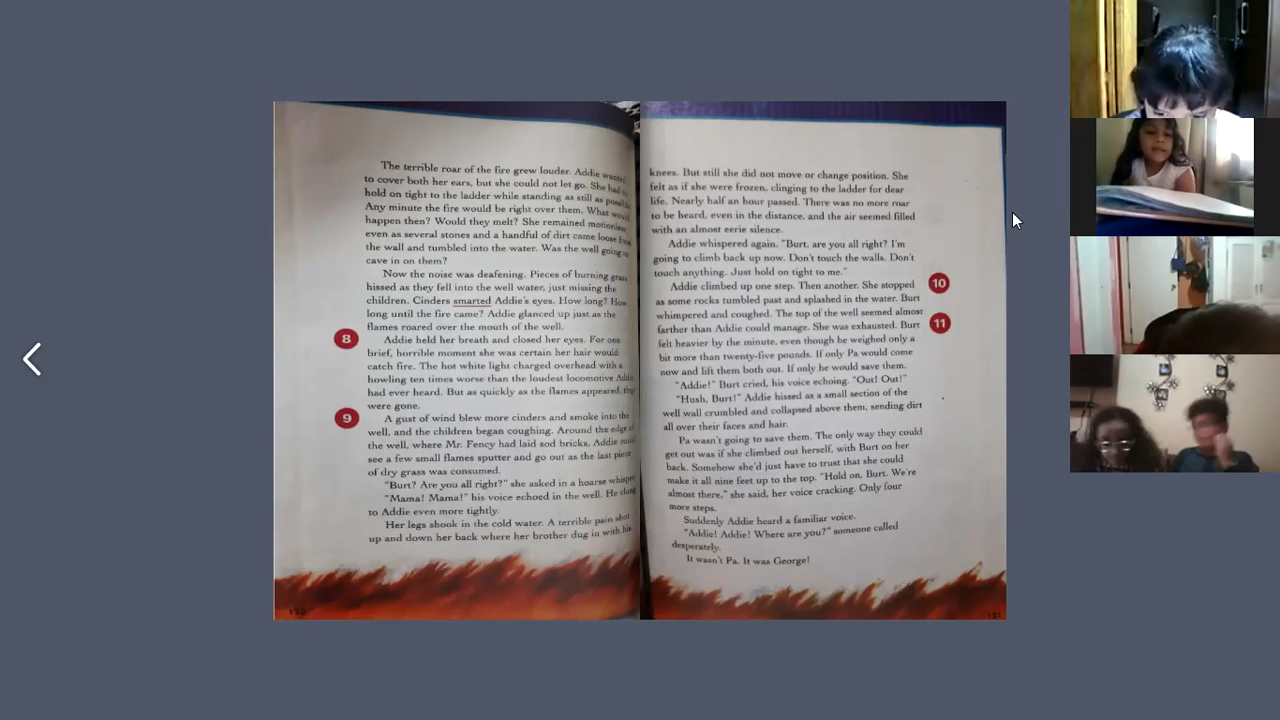 The terrible roar of the fire grew louder. Addie wanted
to cover both her ears, but she could not let go. She had to
hold on tight to the ladder while standing as still as possible.
Any minute the fire would be right over them. What would
happen then? Would they melt? She remained motionless
even as several stones and a handful of dirt came loose from
the wall and tumbled into the water. Was the well going to
cave in on them?
Now the noise was deafening. Pieces of burning grass
hissed as they fell into the well water, just missing the
children. Cinders smarted Addie's eyes. How long? How
long until the fire came? Addie glanced up just as the
flames roared over the mouth of the well.
8
Addie held her breath and closed her eyes. For one
brief, horrible moment she was certain her hair would
catch fire. The hot white light charged overhead with a
howling ten times worse than the loudest locomotive Addie
had ever heard. But as quickly as the flames appeared, they
were gone.
9
A gust of wind blew more cinders and smoke into the
well, and the children began coughing. Around the edge of
the well, where Mr. Fency had laid sod bricks, Addie could
see a few small flames sputter and go out as the last piece
of dry grass was consumed.
"Burt? Are you all right?" she asked in a hoarse whisper.
"Mama! Mama!" his voice echoed in the well. He clung
to Addie even more tightly.
Her legs shook in the cold water. A terrible pain shot
up and down her back where her brother dug in with his
120
knees. But still she did not move or change position. She
felt as if she were frozen, clinging to the ladder for dear
life. Nearly half an hour passed. There was no more roar
to be heard, even in the distance, and the air seemed filled
with an almost eerie silence.
Addie whispered again. "Burt, are you all right? I'm
going to climb back up now. Don't touch the walls. Don't
touch anything. Just hold on tight to me."
10
Addie climbed up one step. Then another. She stopped
as some rocks tumbled past and splashed in the water. Burt
whimpered and coughed. The top of the well seemed almost
11
farther than Addie could manage. She was exhausted. Burt
felt heavier by the minute, even though he weighed only a
bit more than twenty-five pounds. If only Pa would come
now and lift them both out. If only he would save them.
"Addie!" Burt cried, his voice echoing. "Out! Out!"
"Hush, Burt!" Addie hissed as a small section of the
well wall crumbled and collapsed above them, sending dirt
all over their faces and hair.
Pa wasn't going to save them. The only way they could
get out was if she climbed out herself, with Burt on her
back. Somehow she'd just have to trust that she could
make it all nine feet up to the top. "Hold on, Burt. We're
almost there," she said, her voice cracking. Only four
more steps.
Suddenly Addie heard a familiar voice.
"Addie! Addie! Where are you?" someone called
desperately.
It wasn't Pa. It was George!
121